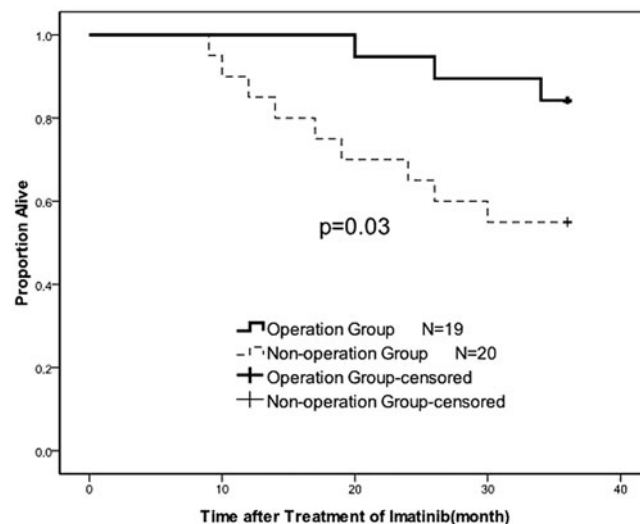 Proportion Alive
1.0
0.8
0.6
0.4
0.2
0.0
p=0.03
Operation Group N=19
Non-operation Group N=20
Operation Group-censored
Non-operation Group-censored
0 10 20 30 40
Time after Treatment of Imatinib(month)